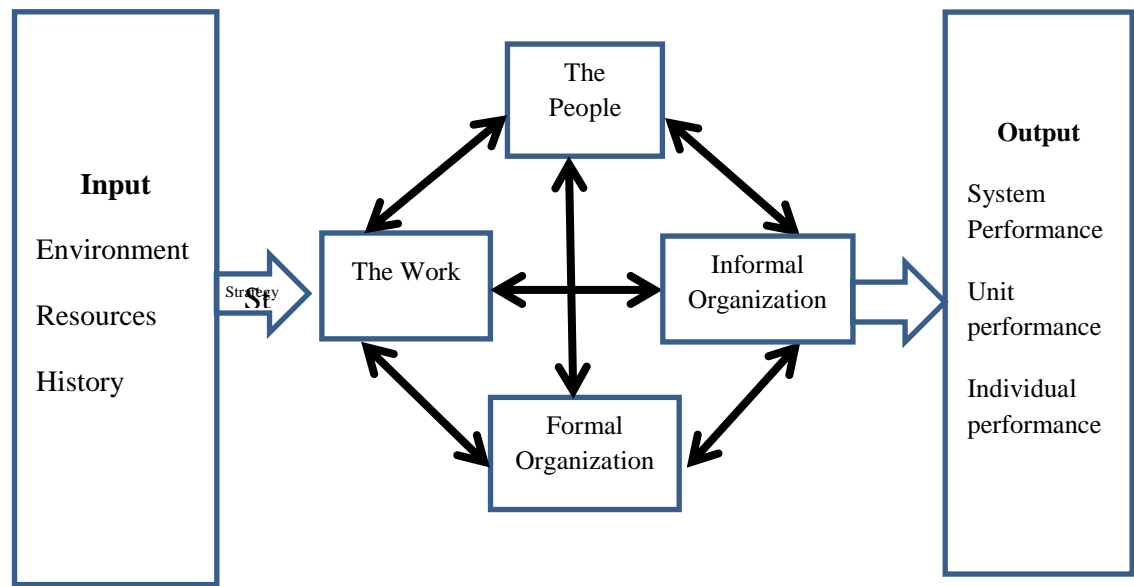 Input
Environment
Resources
History
Strategy
St
The
People
The Work
Informal
Organization
Formal
Organization
Output
System
Performance
Unit
performance
Individual
performance